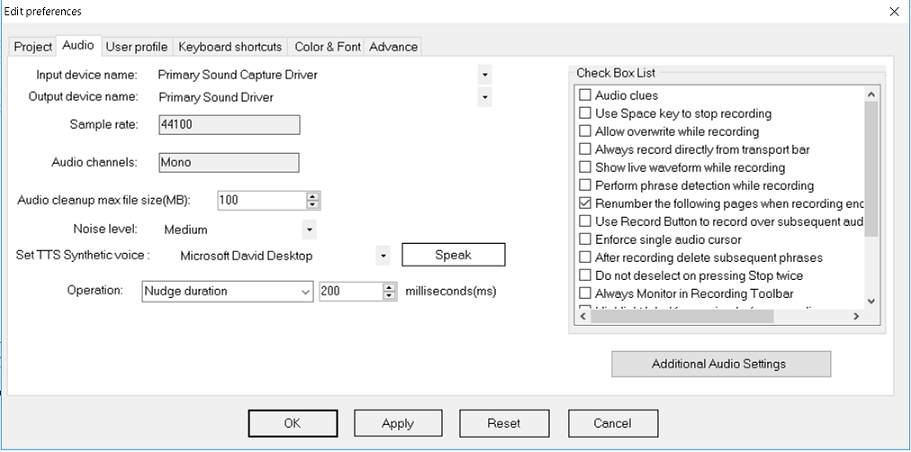 Edit preferences
Project Audio User profile Keyboard shortcuts Color & Font Advance
Input device name: Primary Sound Capture Driver
Output device name: Primary Sound Driver
Sample rate: 44100
Audio channels: Mono
Audio cleanup max file size(MB): 100
Noise level: Medium
Set TTS Synthetic voice : Microsoft David Desktop Speak
Operation: Nudge duration 200 milliseconds(ms)
Check Box List
Audio clues
Use Space key to stop recording
Allow overwrite while recording
Always record directly from transport bar
Show live waveform while recording
Perform phrase detection while recording
Renumber the following pages when recording enc
Use Record Button to record over subsequent aud
Enforce single audio cursor
After recording delete subsequent phrases
Do not deselect on pressing Stop twice
Always Monitor in Recording Toolbar
Additional Audio Settings
OK Apply Reset Cancel